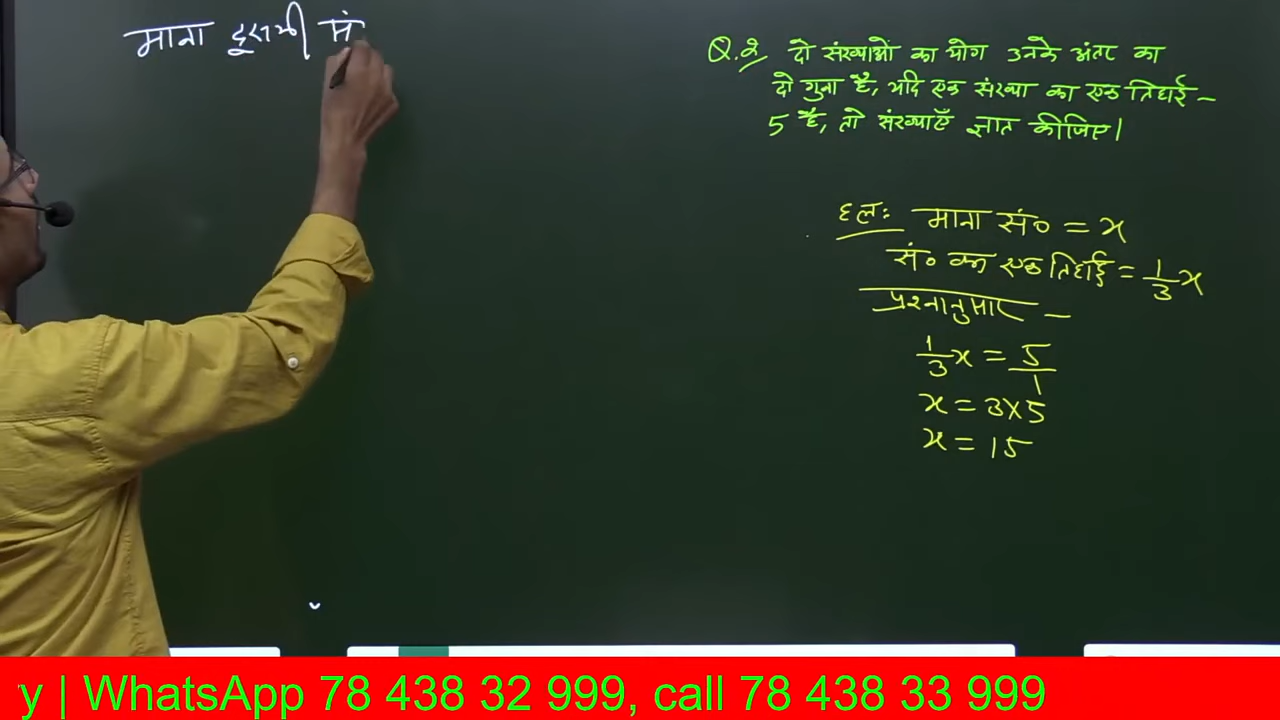 माना दूसरी सं
Q.2. दो संख्याओं का योग उनके अंतर का
दो गुना है, यदि एक संख्या का एक तिहाई -
5 है, तो संख्याएँ ज्ञात कीजिए।
हलः माना सं० = x
सं० का एक तिहाई = 1/3 x
प्रश्नानुसार -
1/3 x = 5/1
x = 3×5
x = 15
y | WhatsApp 78 438 32 999, call 78 438 33 999